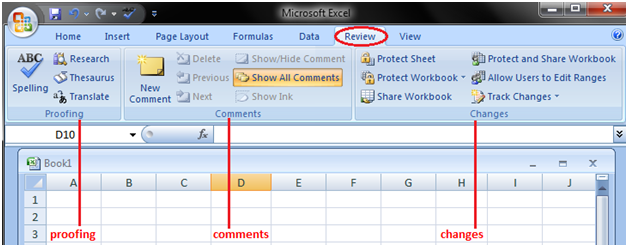 Microsoft Excel
Home Insert Page Layout Formulas Data Review View
ABC Spelling Research Thesaurus Translate
Proofing
New Comment Delete Previous Next Show/Hide Comment Show All Comments Show Ink
Comments
Protect Sheet Protect Workbook Share Workbook Protect and Share Workbook Allow Users to Edit Ranges Track Changes
Changes
D10 fx
Book1
A B C D E F G H I J
1
2
3
proofing comments changes